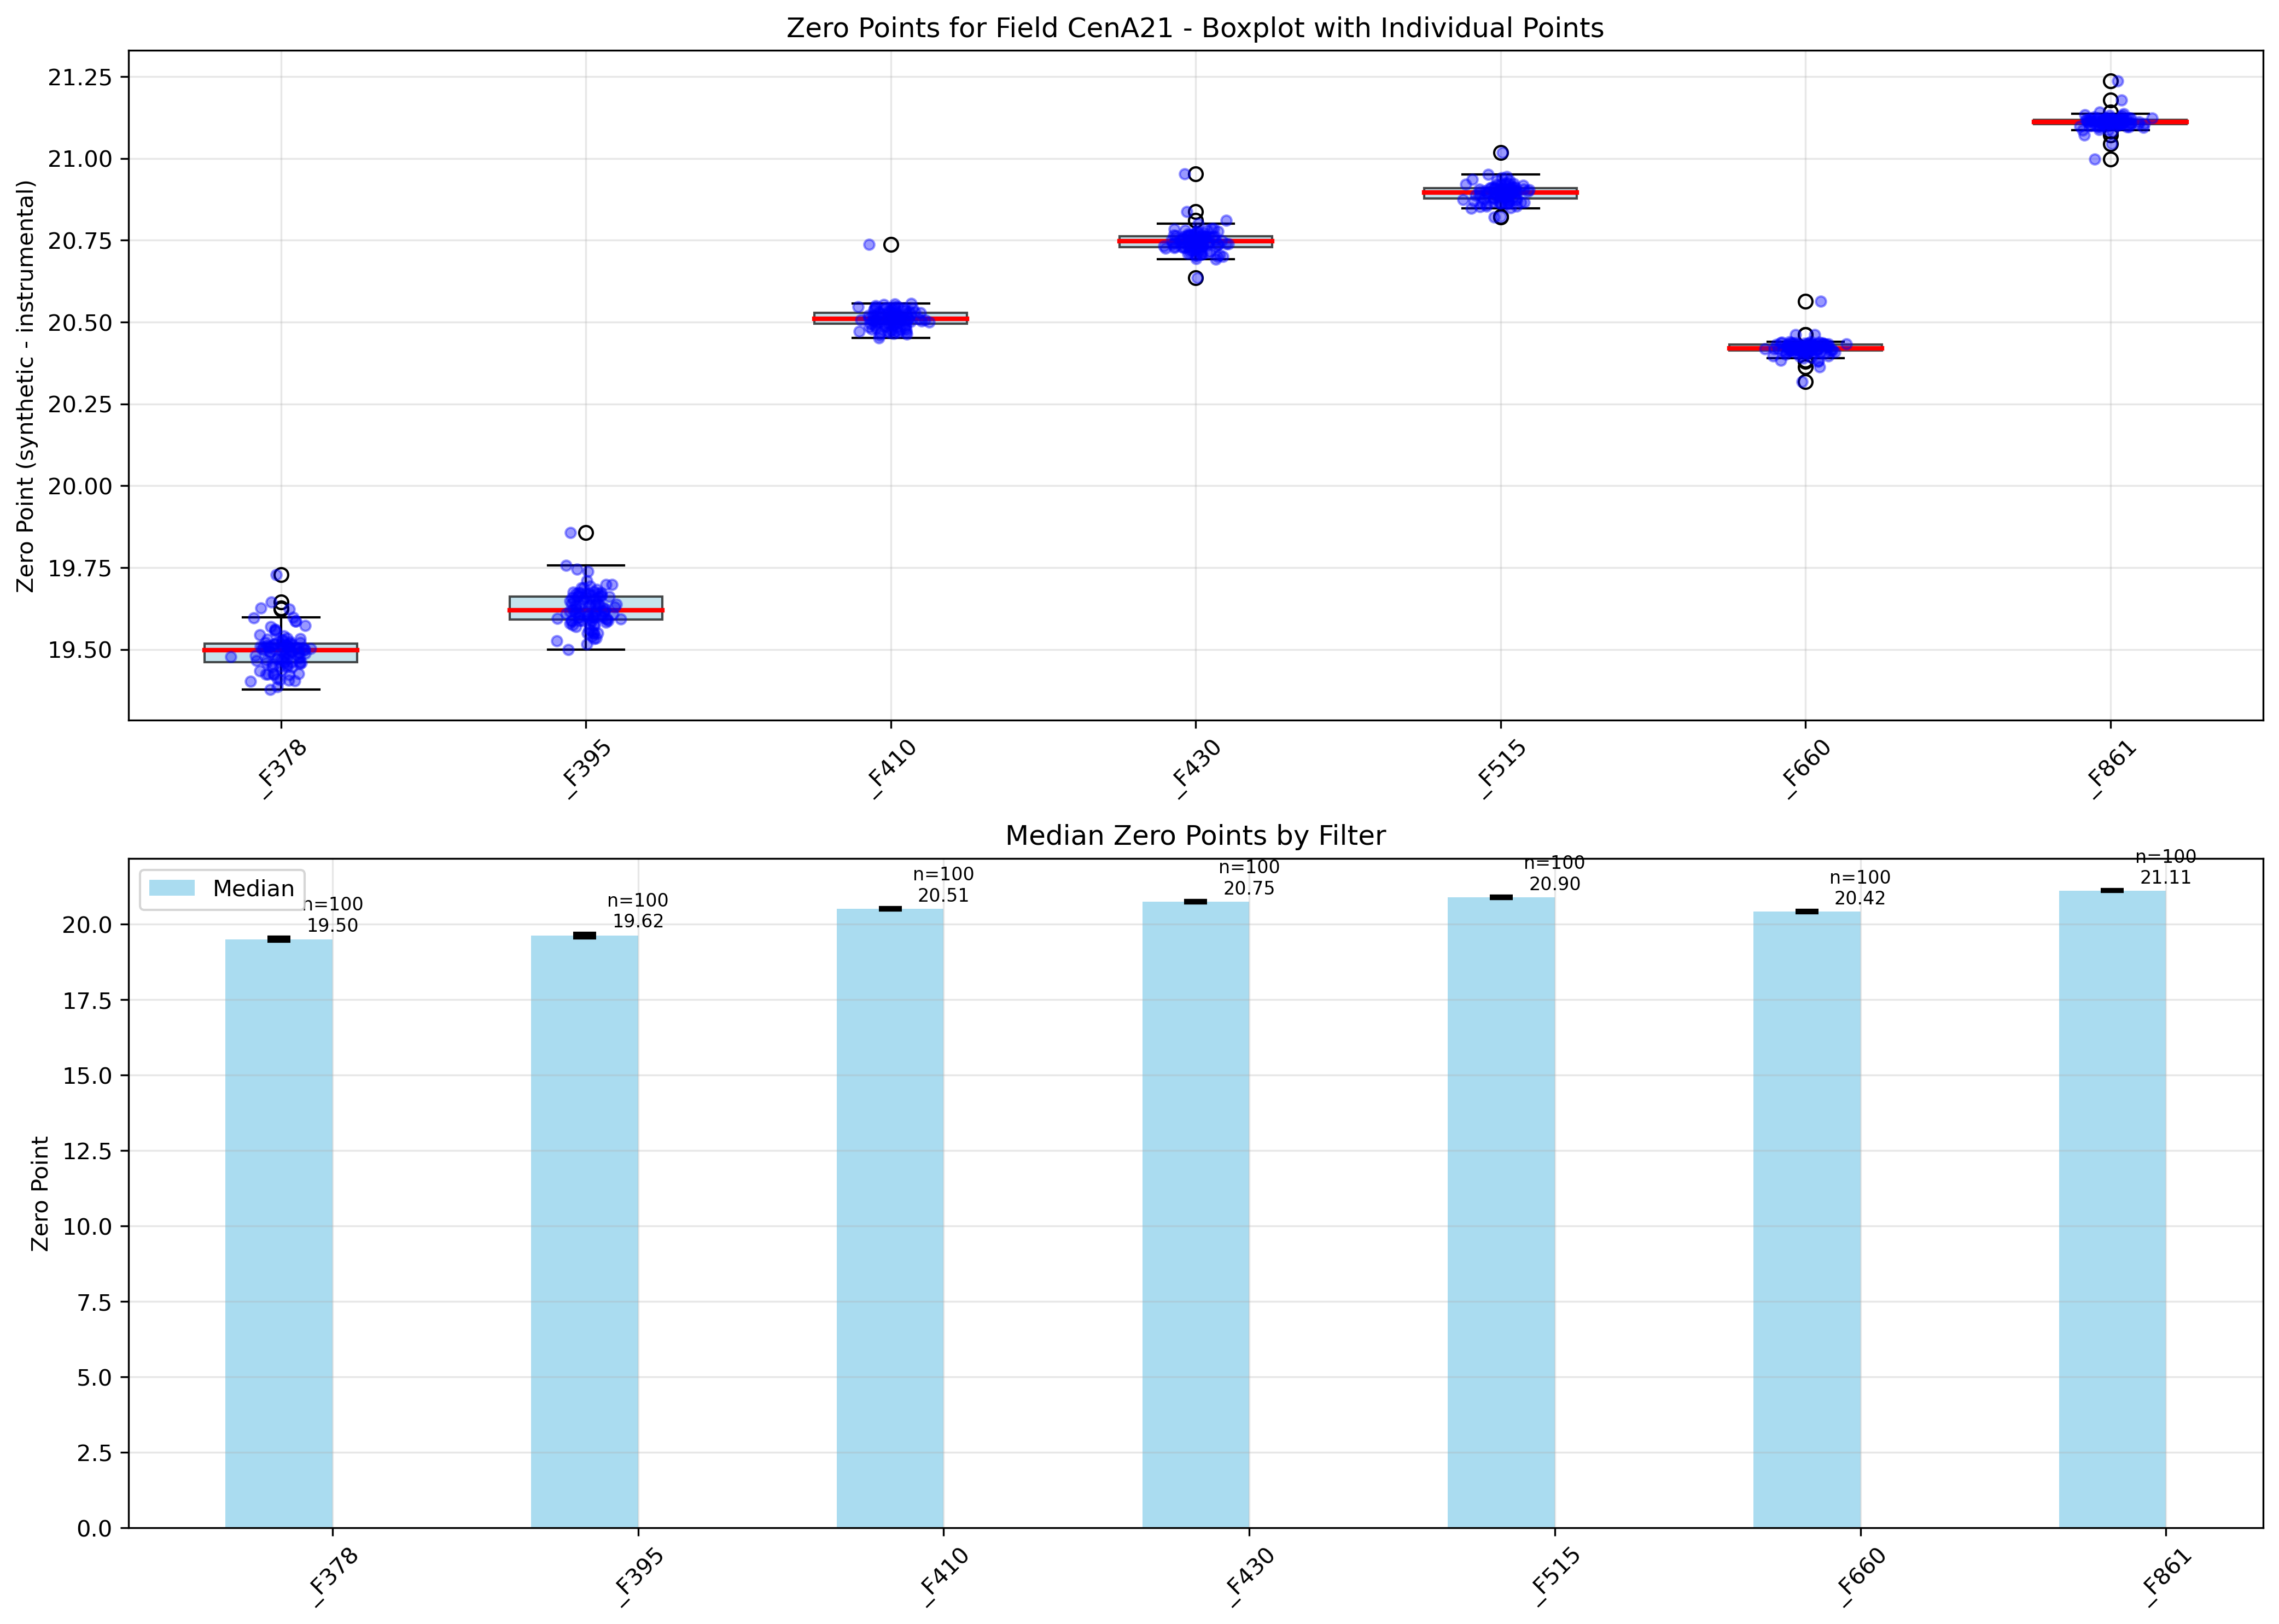 Zero Points for Field CenA21 - Boxplot with Individual Points
Zero Point (synthetic - instrumental)
21.25
21.00
20.75
20.50
20.25
20.00
19.75
19.50
_F378
_F395
_F410
_F430
_F515
_F660
_F861
Median Zero Points by Filter
Zero Point
20.0
17.5
15.0
12.5
10.0
7.5
5.0
2.5
0.0
Median
n=100
19.50
n=100
19.62
n=100
20.51
n=100
20.75
n=100
20.90
n=100
20.42
n=100
21.11
_F378
_F395
_F410
_F430
_F515
_F660
_F861